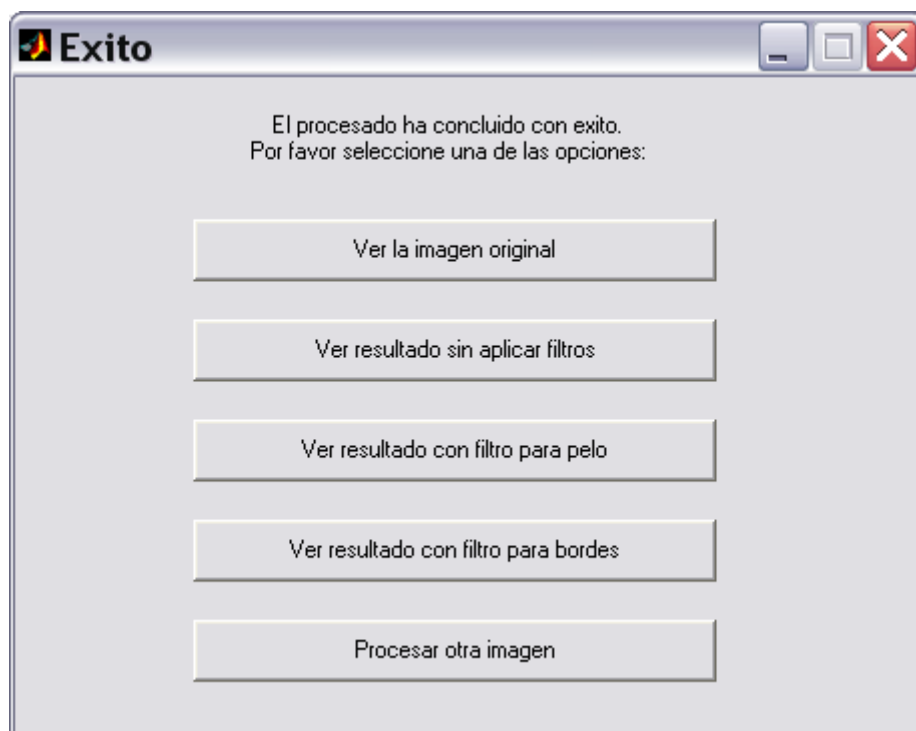 Exito
El procesado ha concluido con exito.
Por favor seleccione una de las opciones:
Ver la imagen original
Ver resultado sin aplicar filtros
Ver resultado con filtro para pelo
Ver resultado con filtro para bordes
Procesar otra imagen